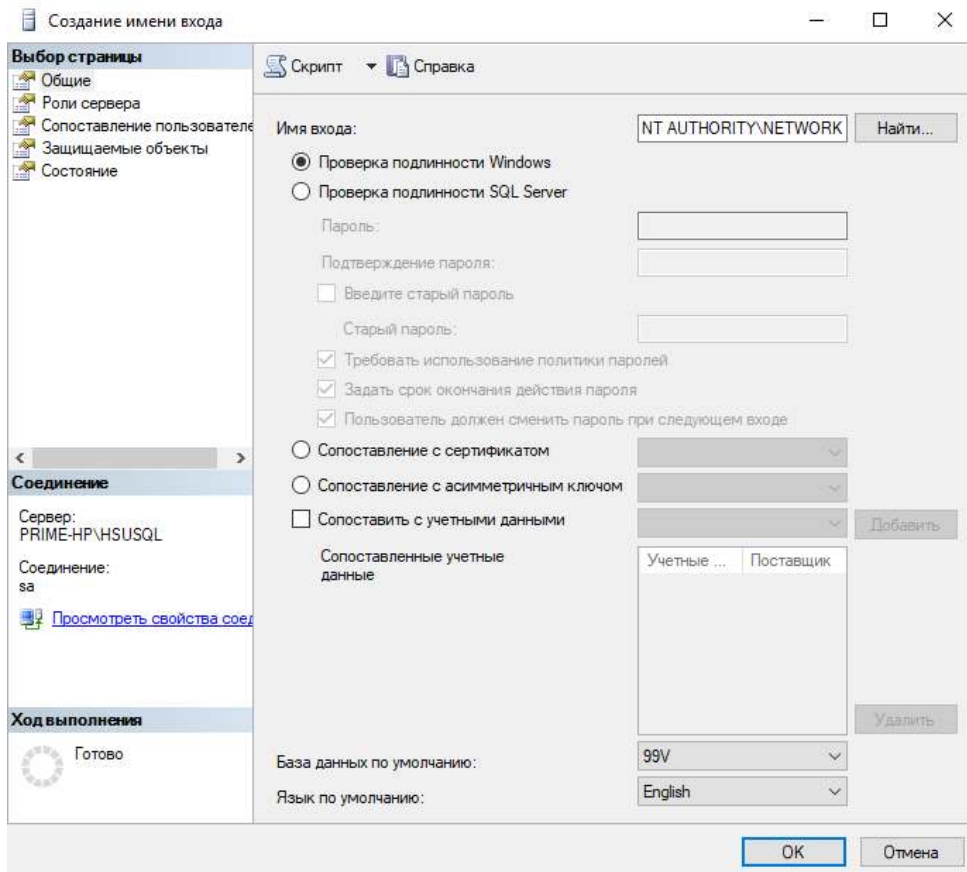 Создание имени входа
Выбор страницы
Общие
Роли сервера
Сопоставление пользователе
Защищаемые объекты
Состояние
Соединение
Сервер:
PRIME-HP\HSUSQL
Соединение:
sa
Просмотреть свойства соед
Ход выполнения
Готово
Скрипт
Справка
Имя входа:
NT AUTHORITY\NETWORK
Найти...
Проверка подлинности Windows
Проверка подлинности SQL Server
Пароль:
Подтверждение пароля:
Введите старый пароль
Старый пароль:
Требовать использование политики паролей
Задать срок окончания действия пароля
Пользователь должен сменить пароль при следующем входе
Сопоставление с сертификатом
Сопоставление с асимметричным ключом
Сопоставить с учетными данными
Добавить
Сопоставленные учетные
данные
Учетные ...
Поставщик
Удалить
База данных по умолчанию:
99V
Язык по умолчанию:
English
OK
Отмена